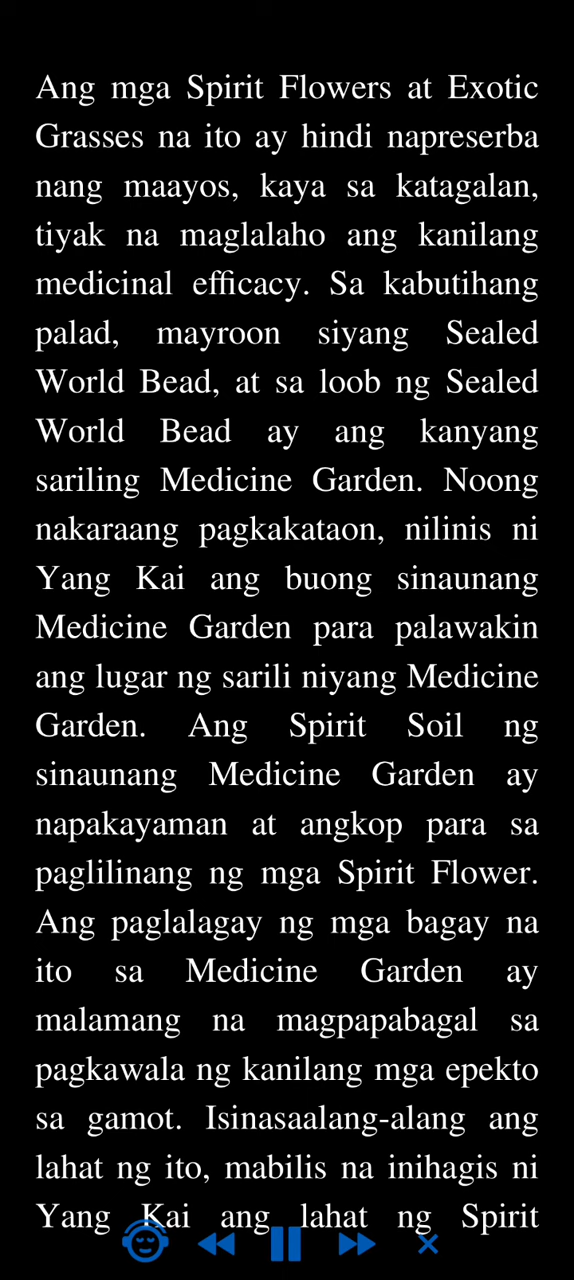 Ang mga Spirit Flowers at Exotic
Grasses na ito ay hindi napreserba
nang maayos, kaya sa katagalan,
tiyak na maglalaho ang kanilang
medicinal efficacy. Sa kabutihang
palad, mayroon siyang Sealed
World Bead, at sa loob ng Sealed
World Bead ay ang kanyang
sariling Medicine Garden. Noong
nakaraang pagkakataon, nilinis ni
Yang Kai ang buong sinaunang
Medicine Garden para palawakin
ang lugar ng sarili niyang Medicine
Garden. Ang Spirit Soil ng
sinaunang Medicine Garden ay
napakayaman at angkop para sa
paglilinang ng mga Spirit Flower.
Ang paglalagay ng mga bagay na
ito sa Medicine Garden ay
malamang na magpapabagal sa
pagkawala ng kanilang mga epekto
sa gamot. Isinasaalang-alang ang
lahat ng ito, mabilis na inihagis ni
Yang Kai ang lahat ng Spirit